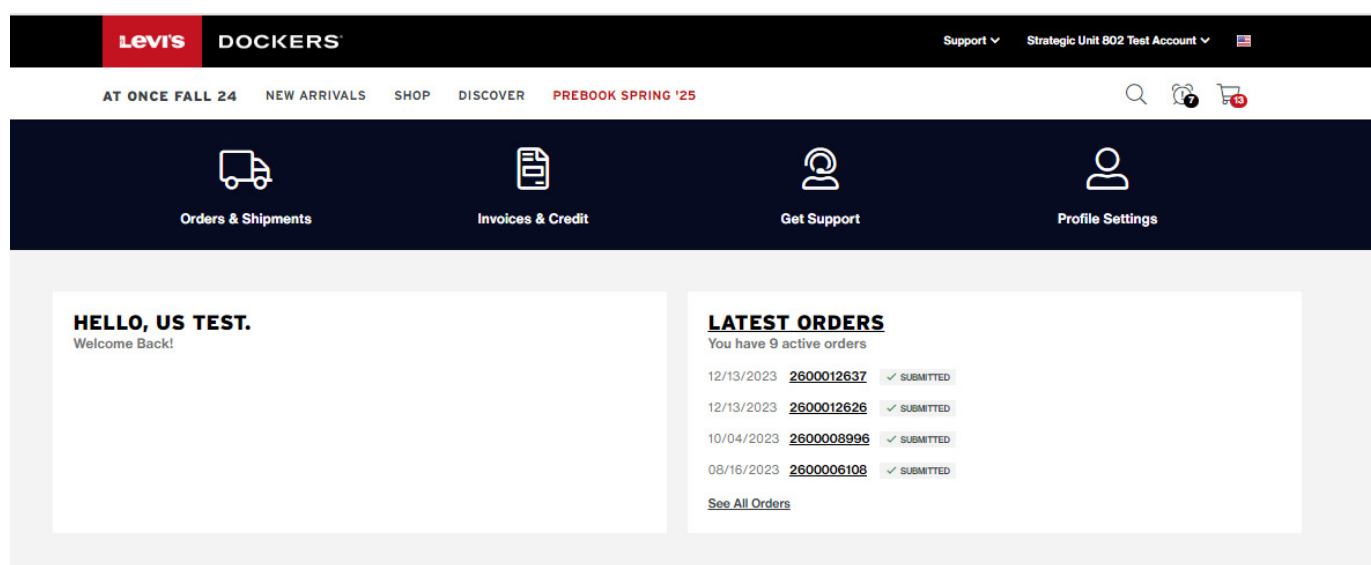 Levi's DOCKERS Support Strategic Unit 802 Test Account
AT ONCE FALL 24 NEW ARRIVALS SHOP DISCOVER PREBOOK SPRING '25 7 13
Orders & Shipments Invoices & Credit Get Support Profile Settings
HELLO, US TEST.
Welcome Back!
LATEST ORDERS
You have 9 active orders
12/13/2023 2600012637 SUBMITTED
12/13/2023 2600012626 SUBMITTED
10/04/2023 2600008996 SUBMITTED
08/16/2023 2600006108 SUBMITTED
See All Orders